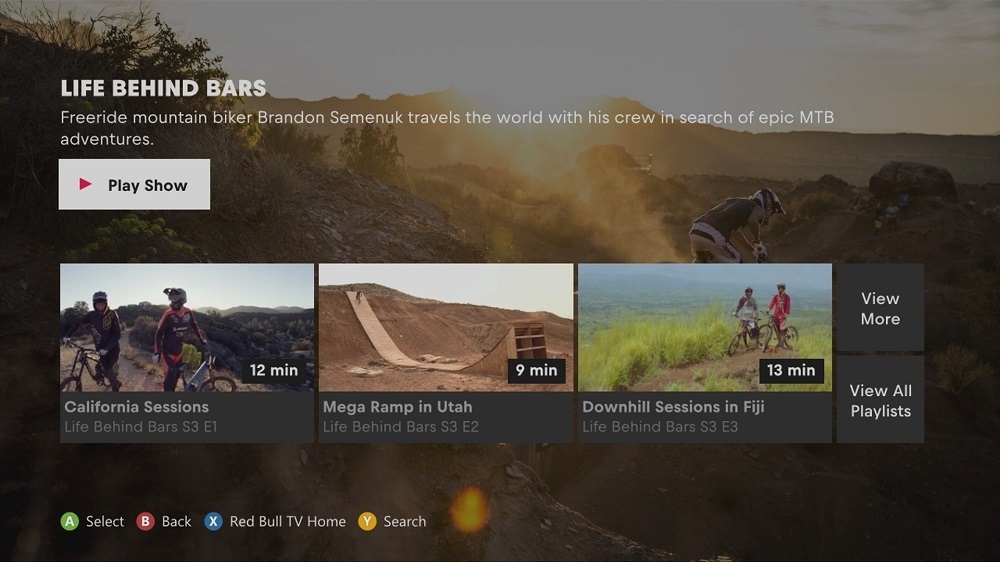 LIFE BEHIND BARS
Freeride mountain biker Brandon Semenuk travels the world with his crew in search of epic MTB
adventures.
Play Show
12 min
9 min
13 min
View
More
California Sessions
Life Behind Bars S3 E1
Mega Ramp in Utah
Life Behind Bars S3 E2
Downhill Sessions in Fiji
Life Behind Bars S3 E3
View All
Playlists
A Select B Back X Red Bull TV Home Y Search